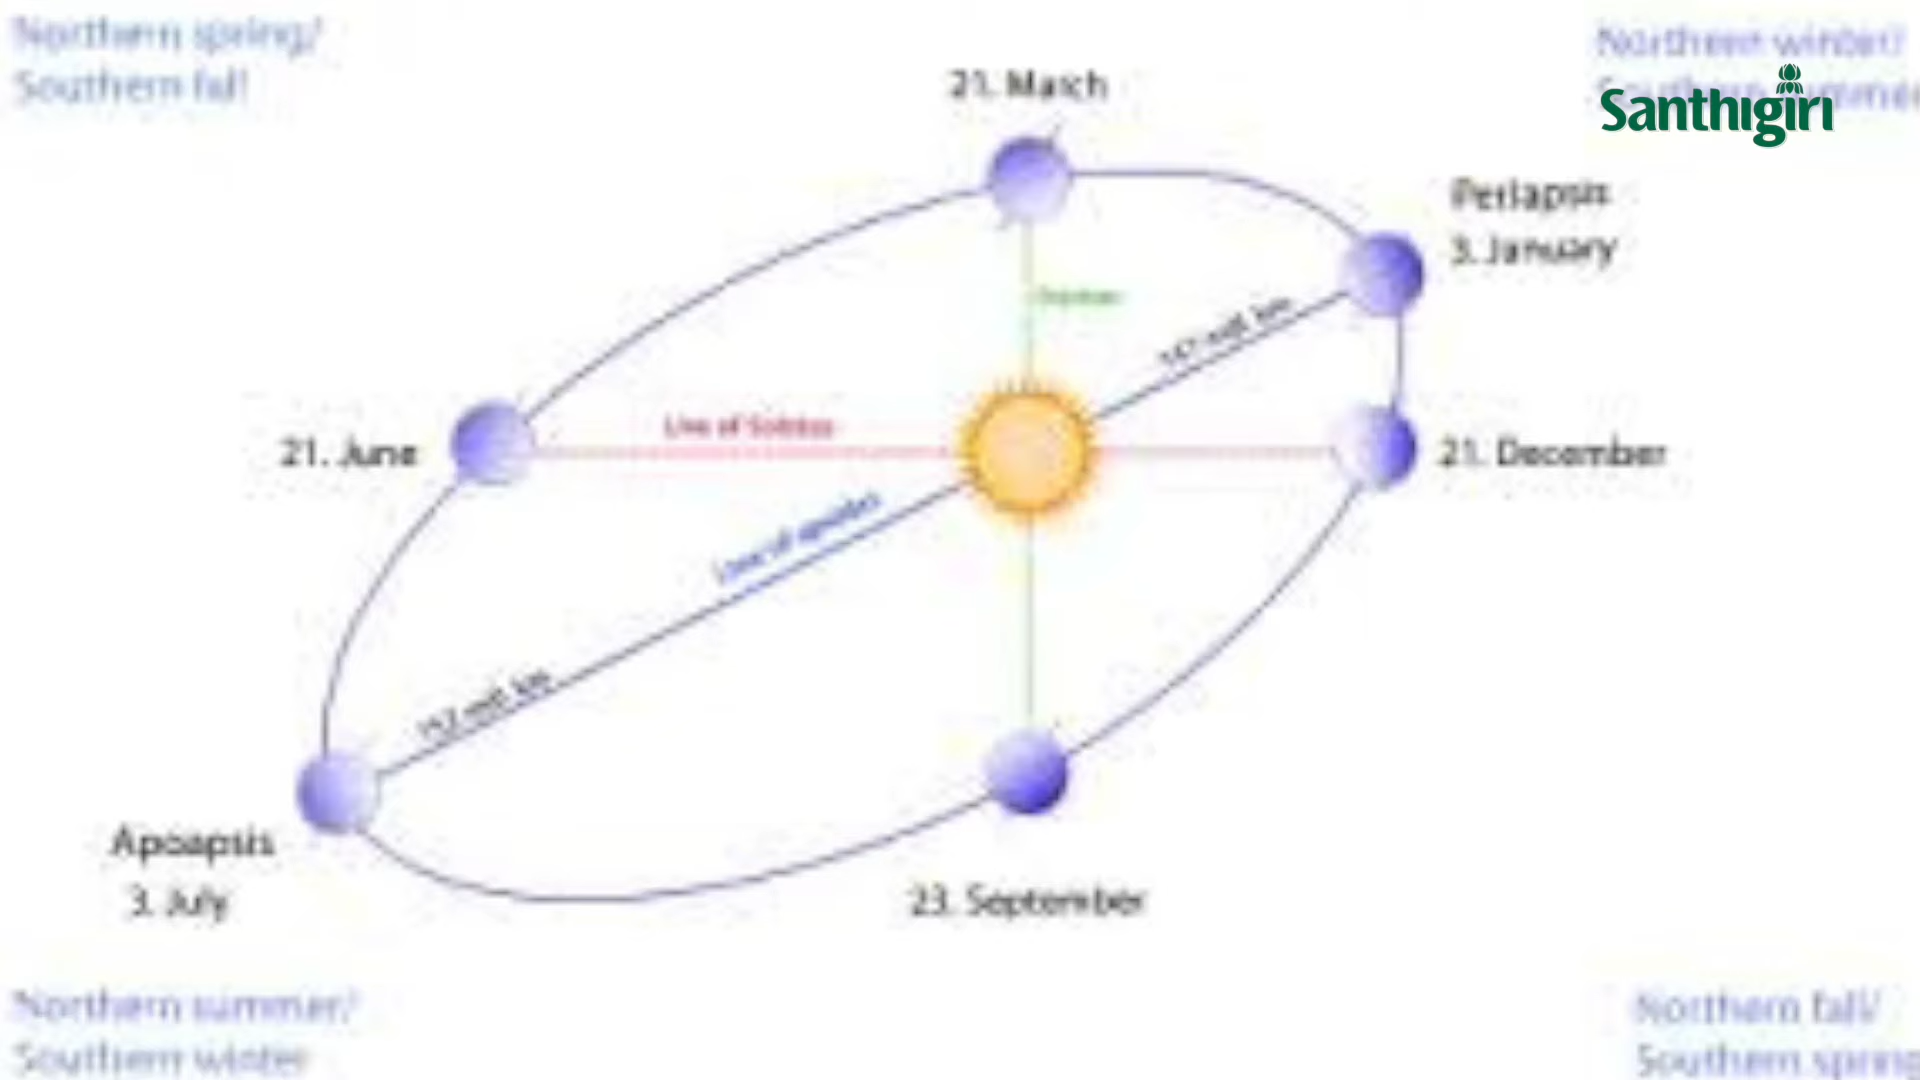 Northern spring/
Southern fall
21. March
Northern winter/
Southern summer
Santhigiri
Periapsis
3. January
147 mill. km
21. June
Line of Solstice
21. December
Line of apsides
152 mill. km
Apoapsis
3. July
23. September
Northern summer/
Southern winter
Northern fall/
Southern spring